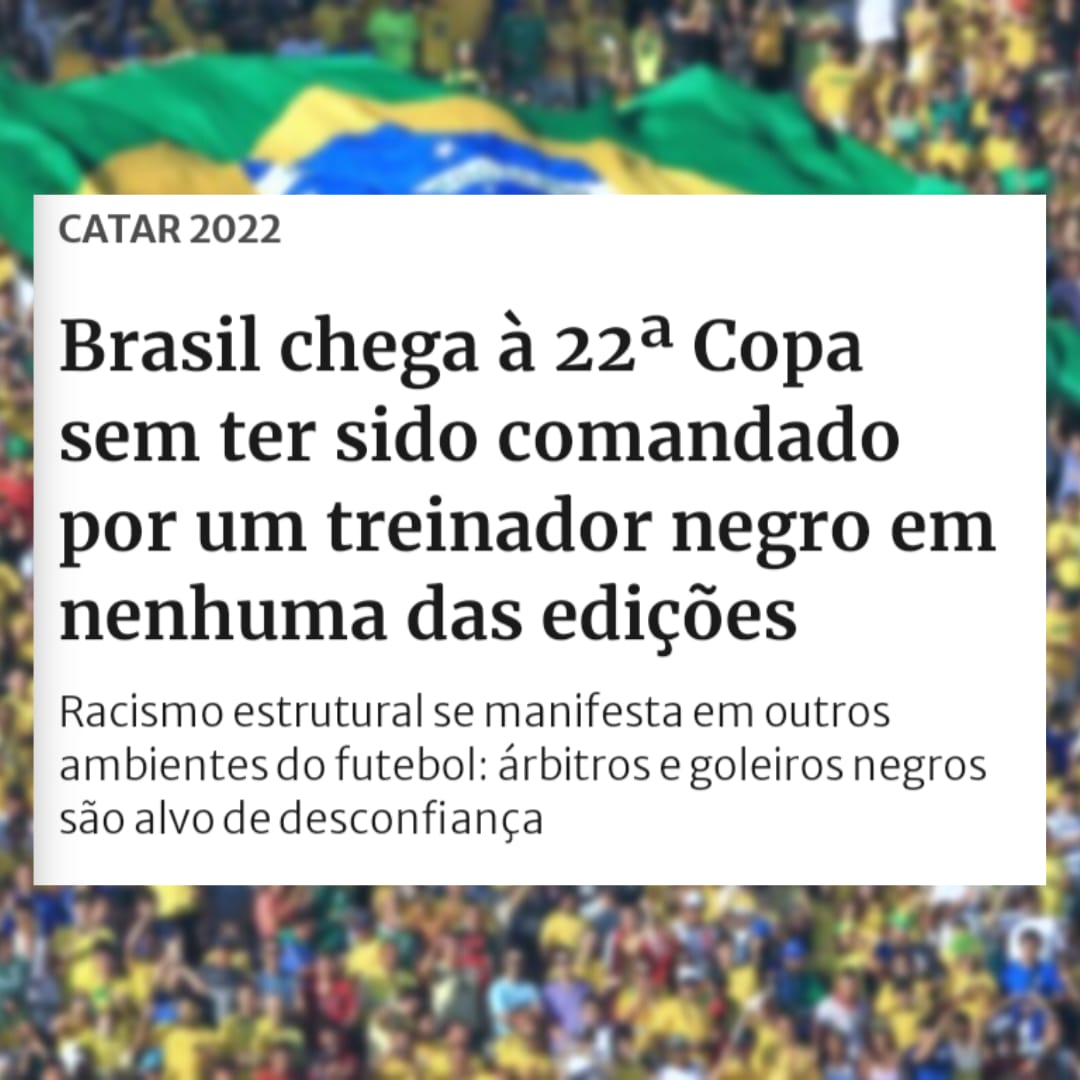 CATAR 2022
Brasil chega à 22ª Copa
sem ter sido comandado
por um treinador negro em
nenhuma das edições
Racismo estrutural se manifesta em outros
ambientes do futebol: árbitros e goleiros negros
são alvo de desconfiança